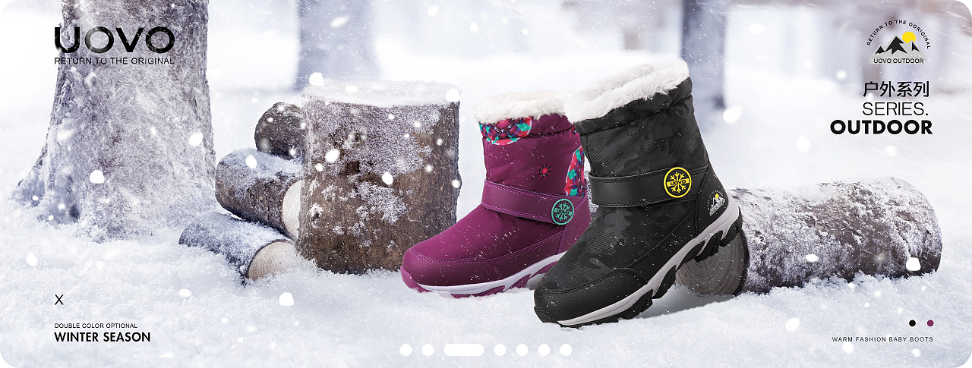 UOVO
RETURN TO THE ORIGINAL
RETURN TO THE ORIGINAL
UOVO OUTDOOR
户外系列
SERIES.
OUTDOOR
X
DOUBLE COLOR OPTIONAL
WINTER SEASON
WARM FASHION BABY BOOTS